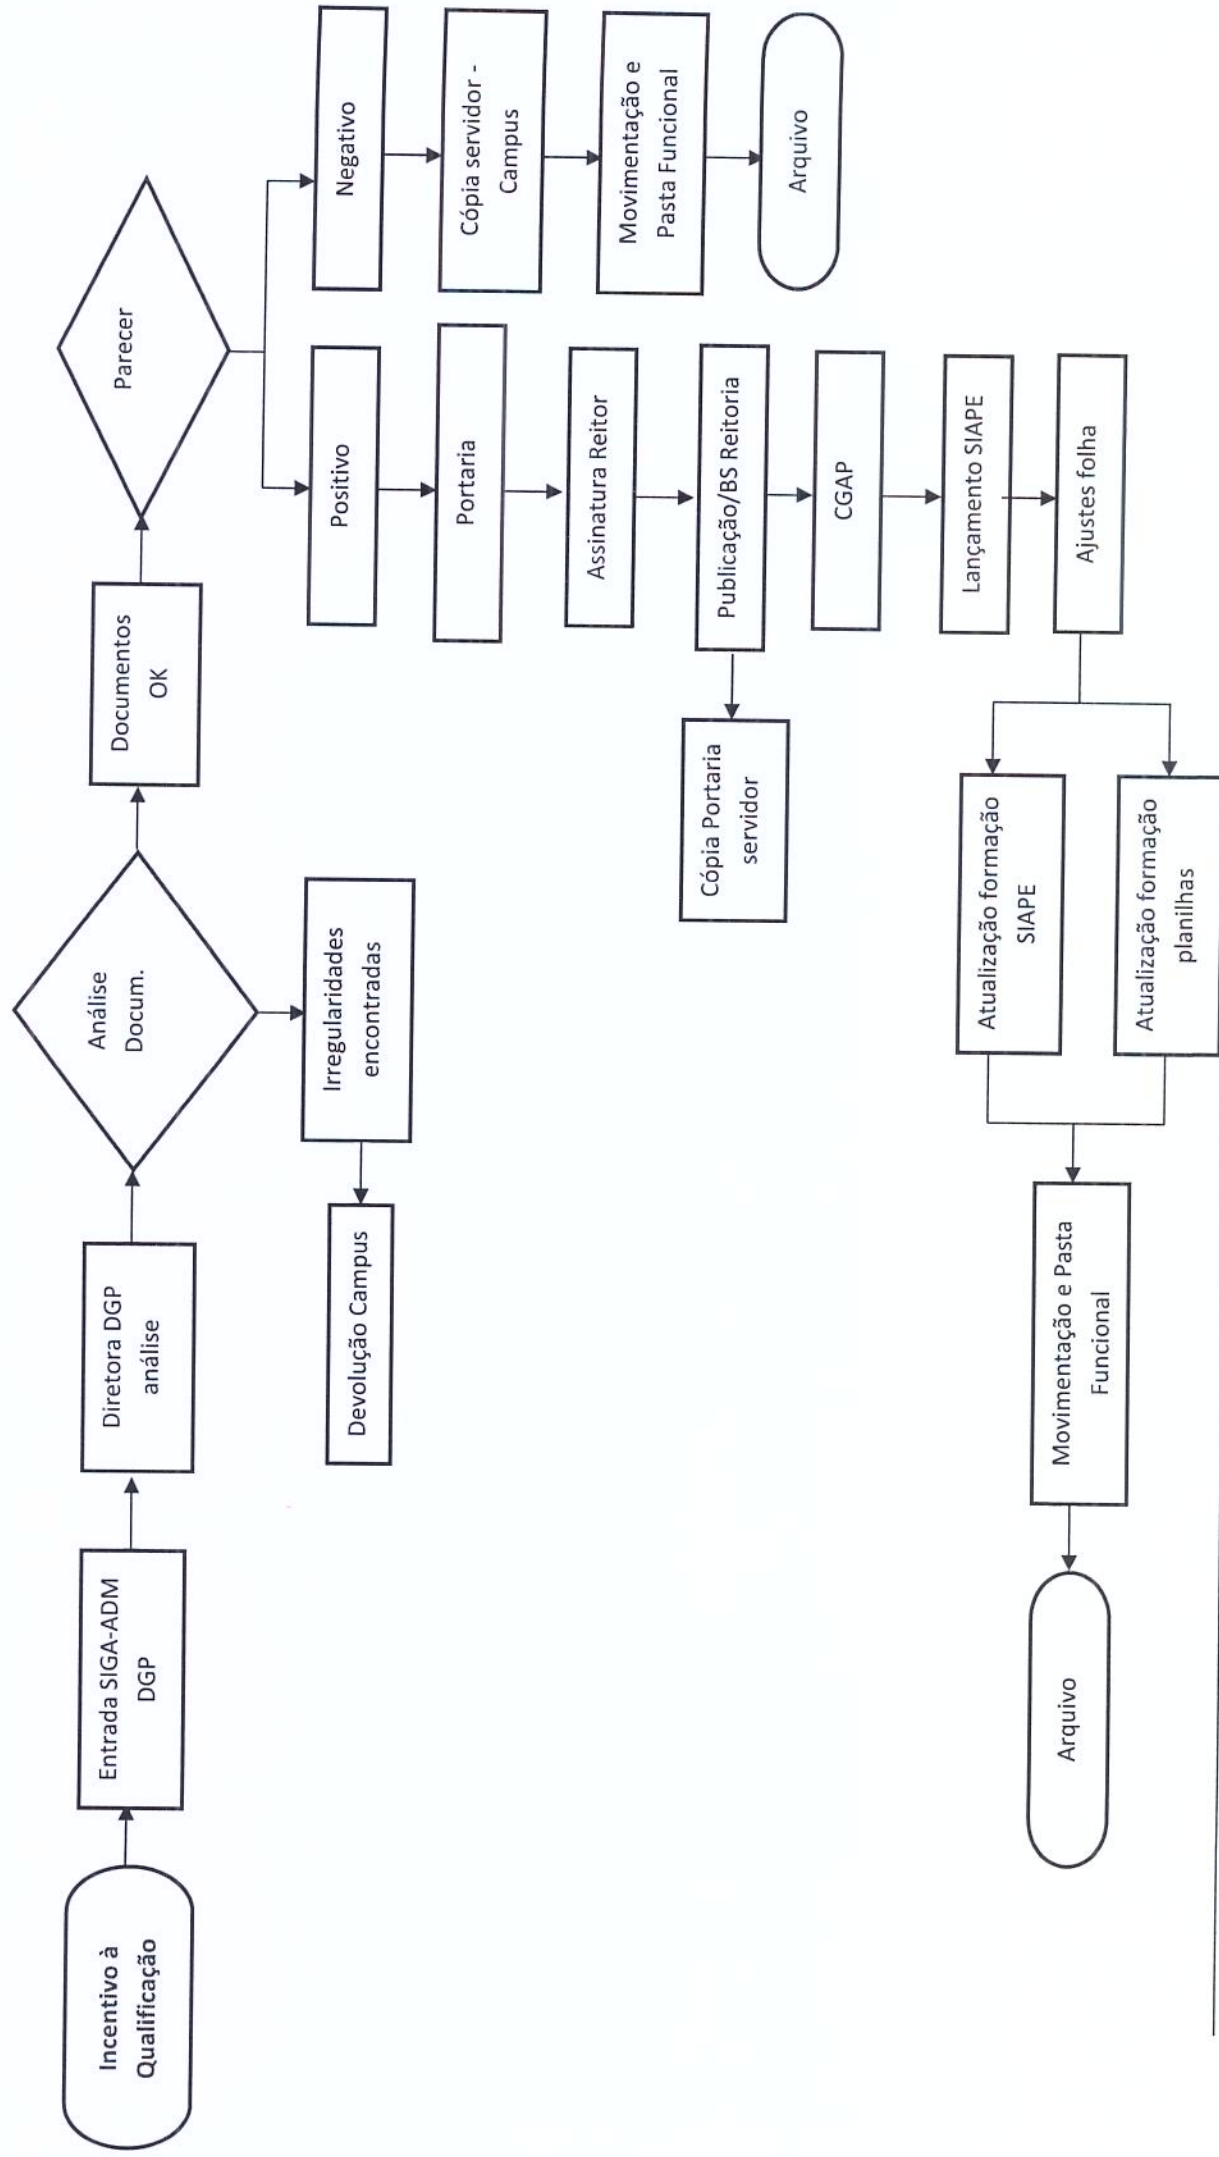 Incentivo à
Qualificação
Entrada SIGA-ADM
DGP
Diretora DGP
análise
Análise
Docum.
Documentos
OK
Parecer
Irregularidades
encontradas
Devolução Campus
Positivo
Negativo
Portaria
Cópia servidor -
Campus
Assinatura Reitor
Movimentação e
Pasta Funcional
Publicação/BS Reitoria
Arquivo
Cópia Portaria
servidor
CGAP
Lançamento SIAPE
Ajustes folha
Atualização formação
SIAPE
Atualização formação
planilhas
Movimentação e Pasta
Funcional
Arquivo